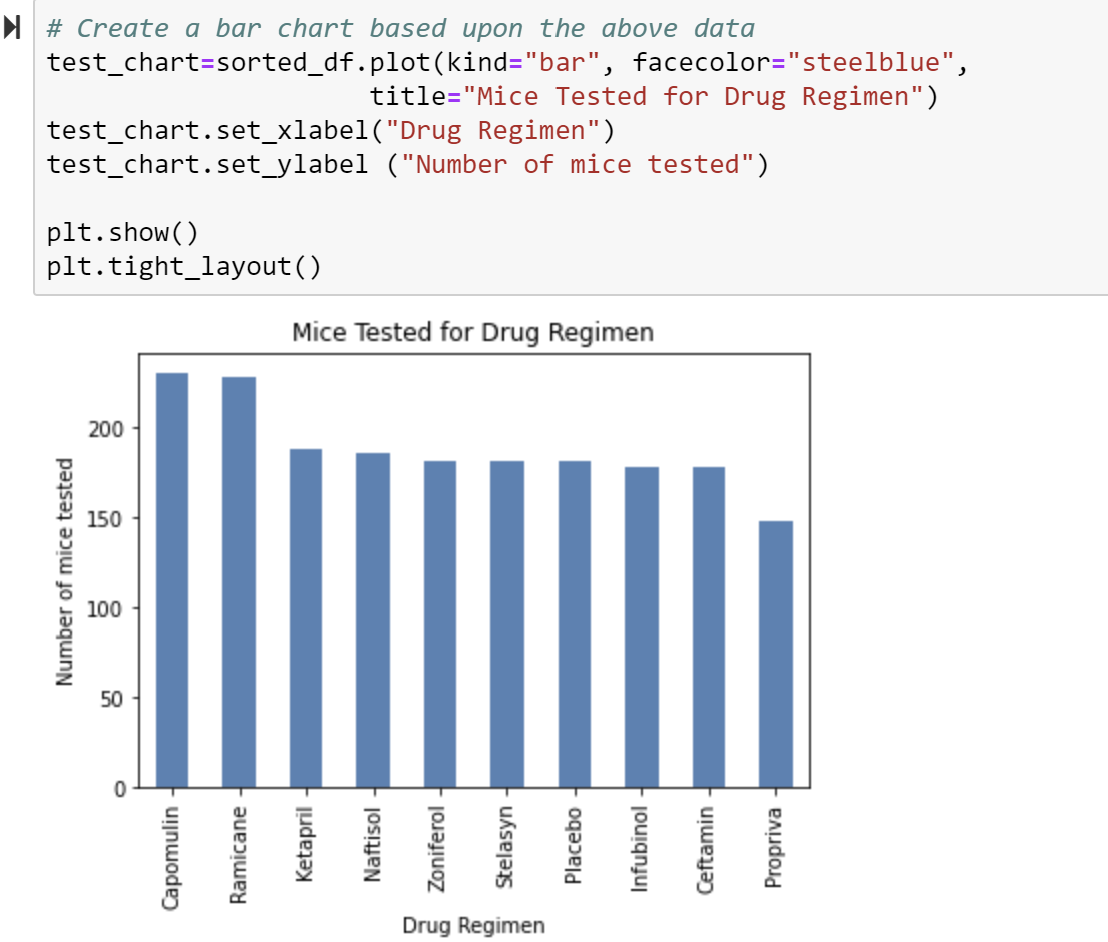 # Create a bar chart based upon the above data
test_chart=sorted_df.plot(kind="bar", facecolor="steelblue",
title="Mice Tested for Drug Regimen")
test_chart.set_xlabel("Drug Regimen")
test_chart.set_ylabel ("Number of mice tested")
plt.show()
plt.tight_layout()
Mice Tested for Drug Regimen
Number of mice tested
200
150
100
50
0
Capomulin
Ramicane
Ketapril
Naftisol
Zoniferol
Stelasyn
Placebo
Infubinol
Ceftamin
Propriva
Drug Regimen